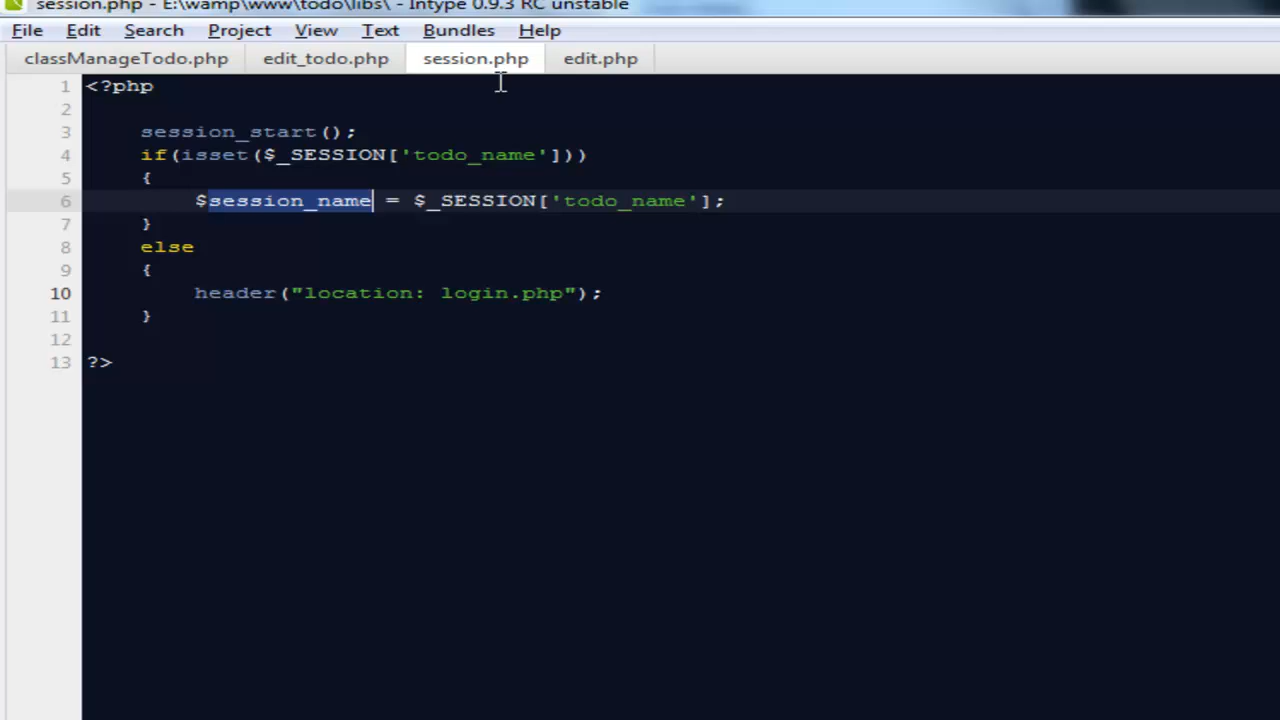 session.php - E:\wamp\www\todo\libs\ - Intype 0.9.3 RC unstable
File Edit Search Project View Text Bundles Help
classManageTodo.php edit_todo.php session.php edit.php
1 <?php
2
3 session_start();
4 if(isset($_SESSION['todo_name']))
5 {
6 $session_name = $_SESSION['todo_name'];
7 }
8 else
9 {
10 header("location: login.php");
11 }
12
13 ?>